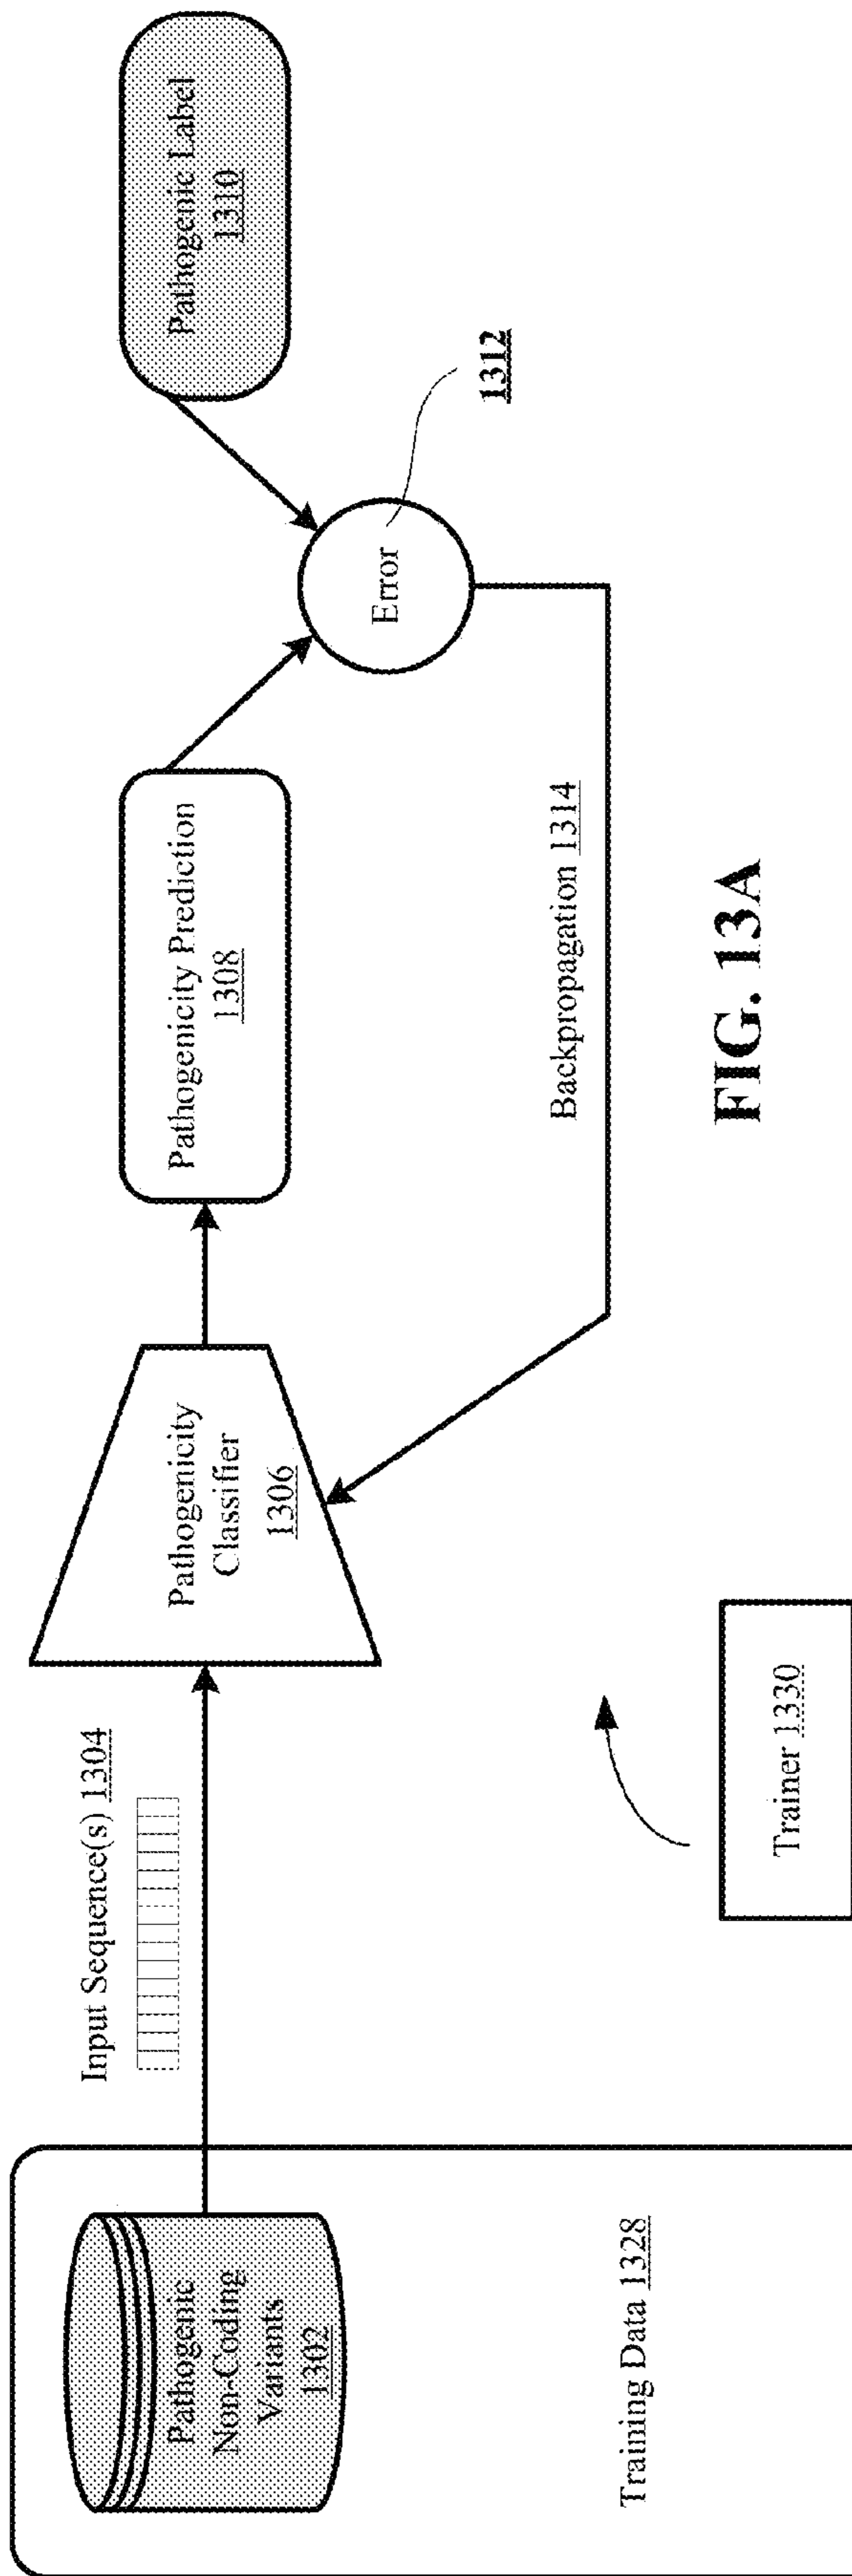 Pathogenic
Non-Coding
Variants
1302
Input Sequence(s) 1304
Pathogenicity
Classifier
1306
Pathogenicity Prediction
1308
Pathogenic Label
1310
Error
1312
Backpropagation 1314
Training Data 1328
Trainer 1330
FIG. 13A